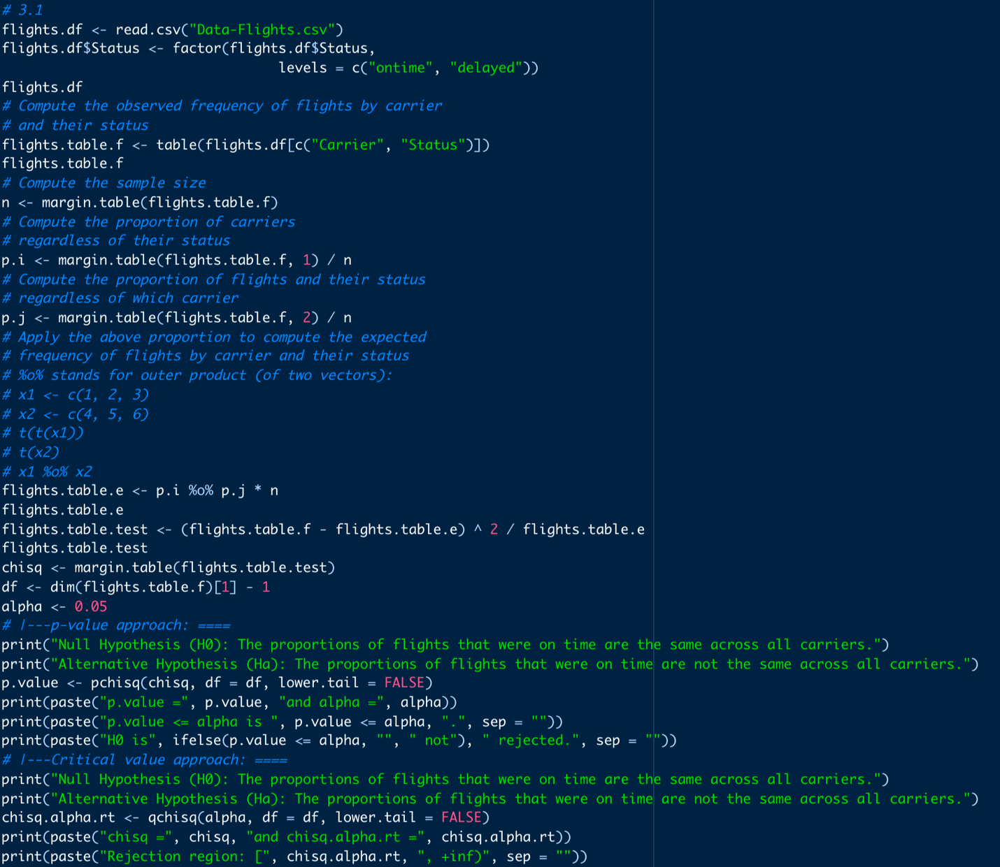 # 3.1
flights.df <- read.csv("Data-Flights.csv")
flights.df$Status <- factor(flights.df$Status,
                                  levels = c("ontime", "delayed"))
flights.df
# Compute the observed frequency of flights by carrier
# and their status
flights.table.f <- table(flights.df[c("Carrier", "Status")])
flights.table.f
# Compute the sample size
n <- margin.table(flights.table.f)
# Compute the proportion of carriers
# regardless of their status
p.i <- margin.table(flights.table.f, 1) / n
# Compute the proportion of flights and their status
# regardless of which carrier
p.j <- margin.table(flights.table.f, 2) / n
# Apply the above proportion to compute the expected
# frequency of flights by carrier and their status
# %o% stands for outer product (of two vectors):
# x1 <- c(1, 2, 3)
# x2 <- c(4, 5, 6)
# t(t(x1))
# t(x2)
# x1 %o% x2
flights.table.e <- p.i %o% p.j * n
flights.table.e
flights.table.test <- (flights.table.f - flights.table.e) ^ 2 / flights.table.e
flights.table.test
chisq <- margin.table(flights.table.test)
df <- dim(flights.table.f)[1] - 1
alpha <- 0.05
# |---p-value approach: ====
print("Null Hypothesis (H0): The proportions of flights that were on time are the same across all carriers.")
print("Alternative Hypothesis (Ha): The proportions of flights that were on time are not the same across all carriers.")
p.value <- pchisq(chisq, df = df, lower.tail = FALSE)
print(paste("p.value =", p.value, "and alpha =", alpha))
print(paste("p.value <= alpha is ", p.value <= alpha, ".", sep = ""))
print(paste("H0 is", ifelse(p.value <= alpha, "", " not"), " rejected.", sep = ""))
# |---Critical value approach: ====
print("Null Hypothesis (H0): The proportions of flights that were on time are the same across all carriers.")
print("Alternative Hypothesis (Ha): The proportions of flights that were on time are not the same across all carriers.")
chisq.alpha.rt <- qchisq(alpha, df = df, lower.tail = FALSE)
print(paste("chisq =", chisq, "and chisq.alpha.rt =", chisq.alpha.rt))
print(paste("Rejection region: [", chisq.alpha.rt, ", +inf)", sep = ""))